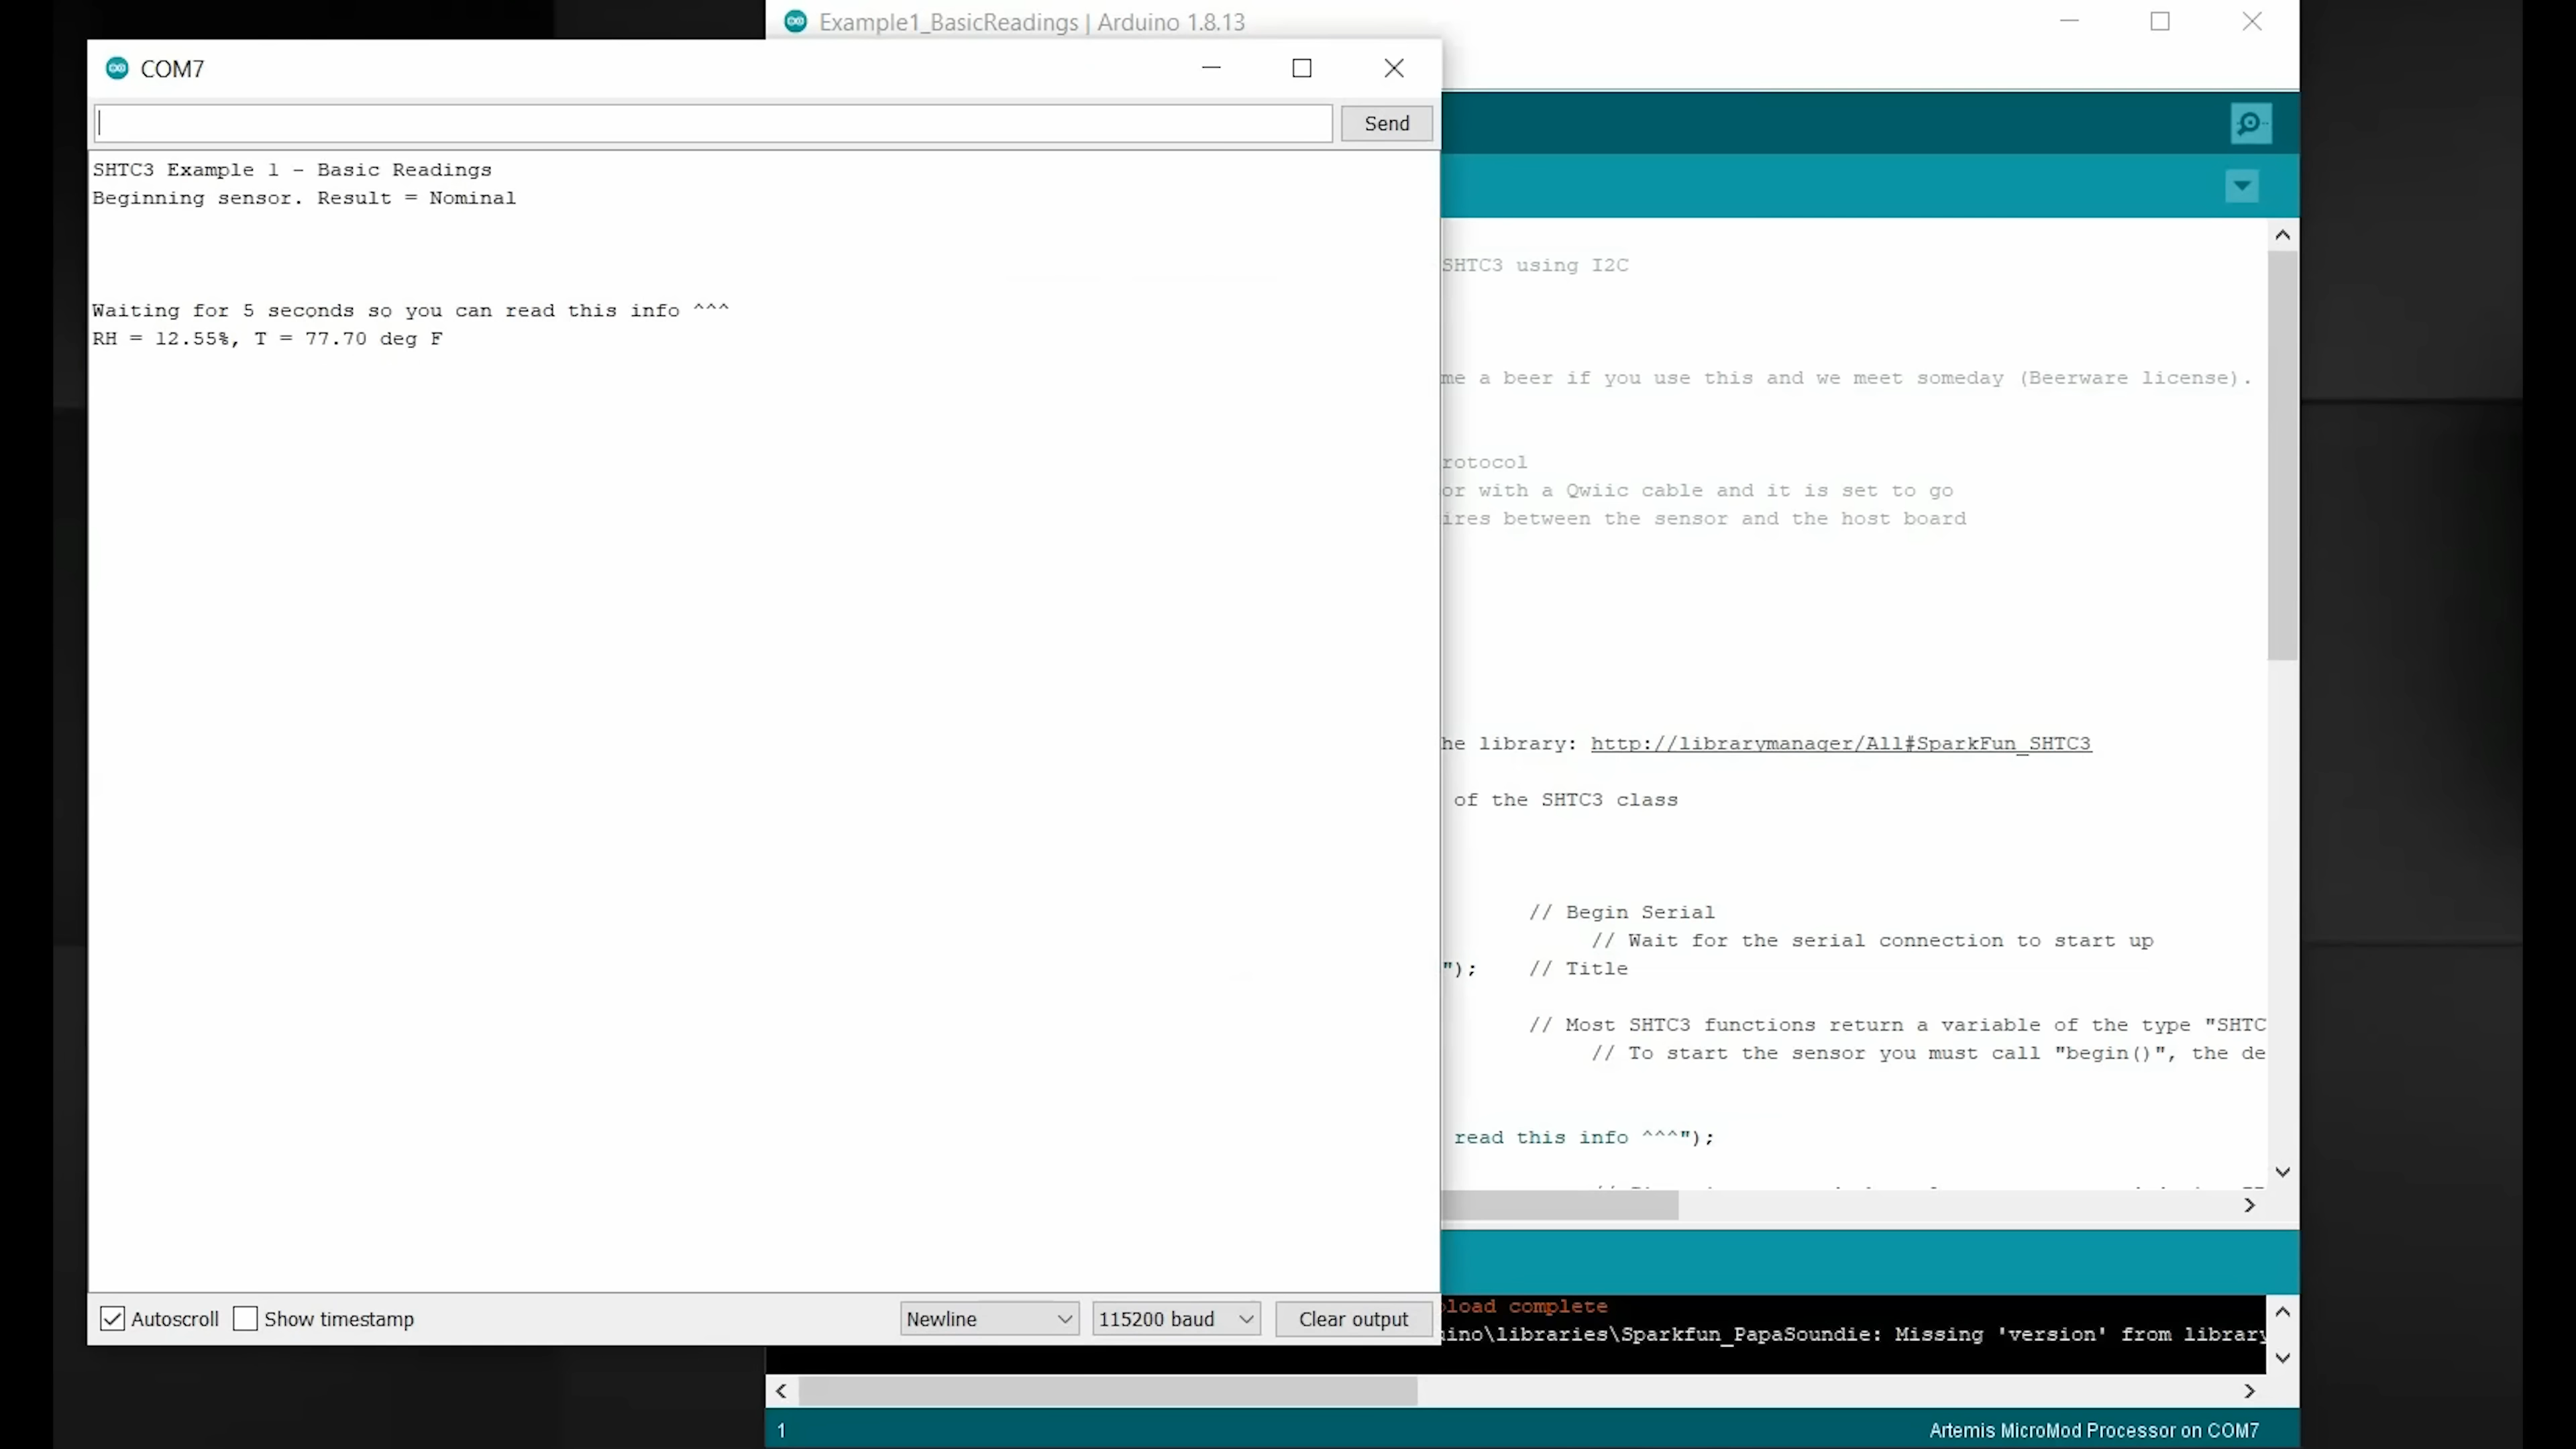 Example1_BasicReadings | Arduino 1.8.13
COM7
Send
SHTC3 Example 1 - Basic Readings
Beginning sensor. Result = Nominal
Waiting for 5 seconds so you can read this info ^^^
RH = 12.55%, T = 77.70 deg F
Autoscroll
Show timestamp
Newline
115200 baud
Clear output
SHTC3 using I2C
me a beer if you use this and we meet someday (Beerware license).
rotocol
or with a Qwiic cable and it is set to go
ires between the sensor and the host board
he library: http://librarymanager/All#SparkFun_SHTC3
of the SHTC3 class
// Begin Serial
// Wait for the serial connection to start up
"); // Title
// Most SHTC3 functions return a variable of the type "SHTC
// To start the sensor you must call "begin()", the de
read this info ^^^");
load complete
ino\libraries\Sparkfun_PapaSoundie: Missing 'version' from library
1
Artemis MicroMod Processor on COM7